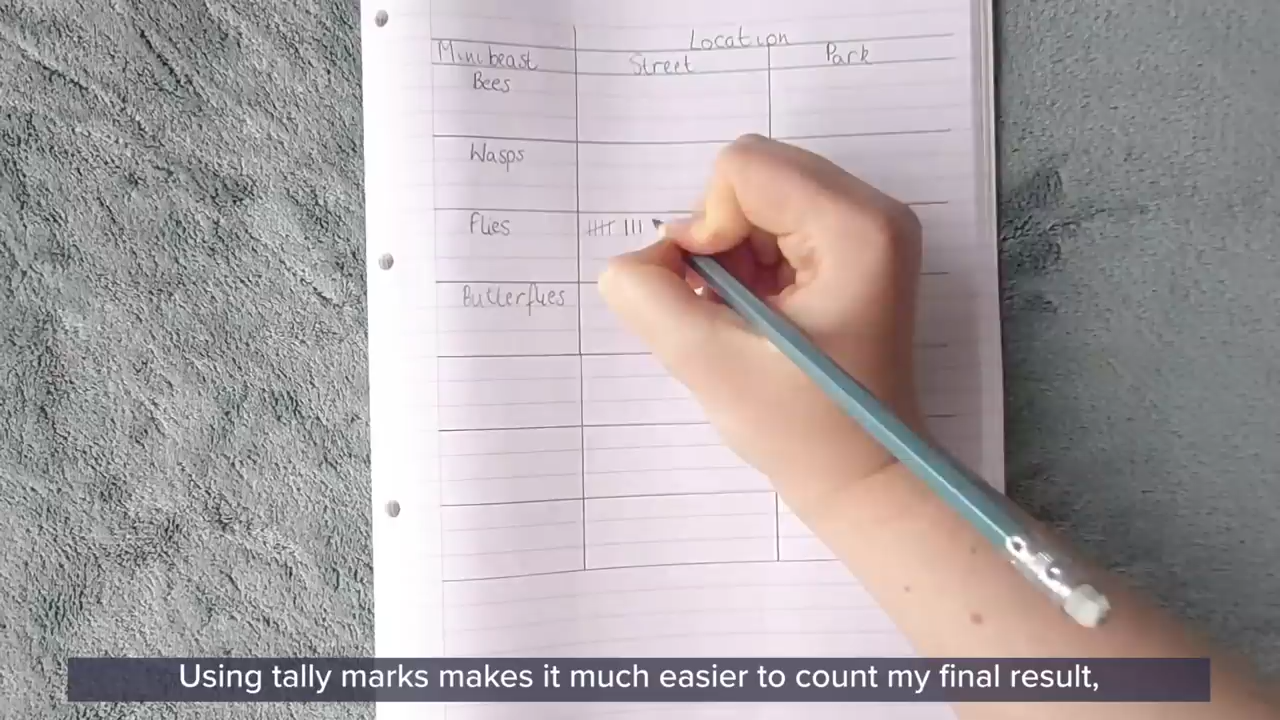 Location
Minibeast Street Park
Bees
Wasps
Flies
Butterflies
Using tally marks makes it much easier to count my final result,